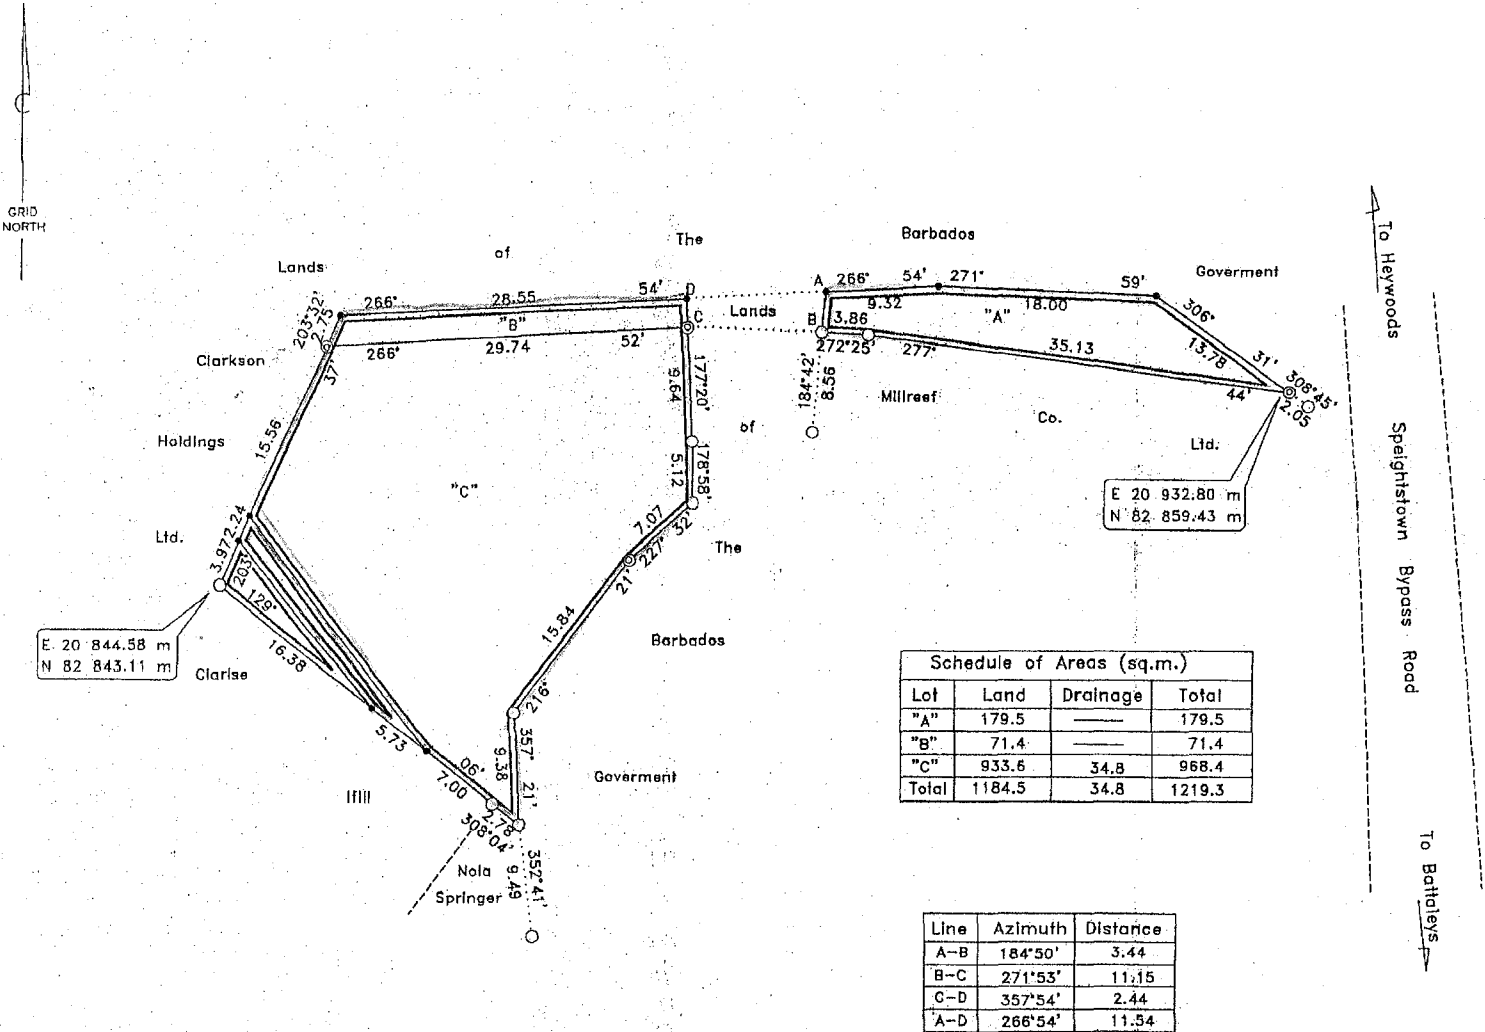 GRID
NORTH
The
Barbados
of
Lands
Goverment
A 266° 54' 271° 59'
54' D
266° 28.55
9.32 18.00
306°
To Heywoods
203°32'
2.75
"B"
C
Lands
B 3.86
"A"
266° 29.74 52'
272°25' 277° 35.13 44'
13.78
31'
308°45'
2.05
Clarkson
37'
177°20'
9.64
184°42'
8.56
Millreef
of
Co.
Ltd.
Holdings
15.56
"C"
5.12
178°58'
E 20 932.80 m
N 82 859.43 m
Speightstown Bypass Road
Ltd.
2.24
3.97
203°
7.07
32'
227°
The
21'
129°
16.38
15.84
216°
E 20 844.58 m
N 82 843.11 m
Clarise
Barbados
Schedule of Areas (sq.m.)
Lot Land Drainage Total
"A" 179.5 —— 179.5
"B" 71.4 —— 71.4
"C" 933.6 34.8 968.4
Total 1184.5 34.8 1219.3
5.73
06'
7.00
357°
9.38
21'
Goverment
Ifill
2.78
308°04'
Nola
Springer
352°41'
9.49
To Battaleys
Line Azimuth Distance
A-B 184°50' 3.44
B-C 271°53' 11.15
C-D 357°54' 2.44
A-D 266°54' 11.54